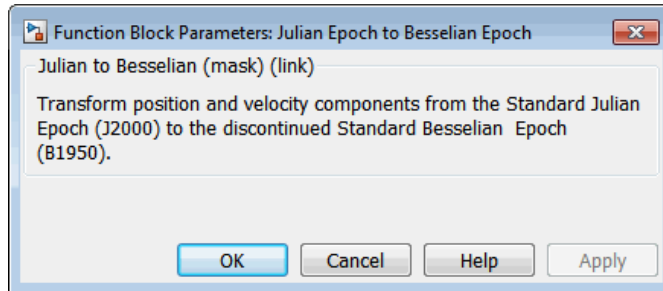 Function Block Parameters: Julian Epoch to Besselian Epoch
Julian to Besselian (mask) (link)
Transform position and velocity components from the Standard Julian
Epoch (J2000) to the discontinued Standard Besselian  Epoch
(B1950).
OK Cancel Help Apply